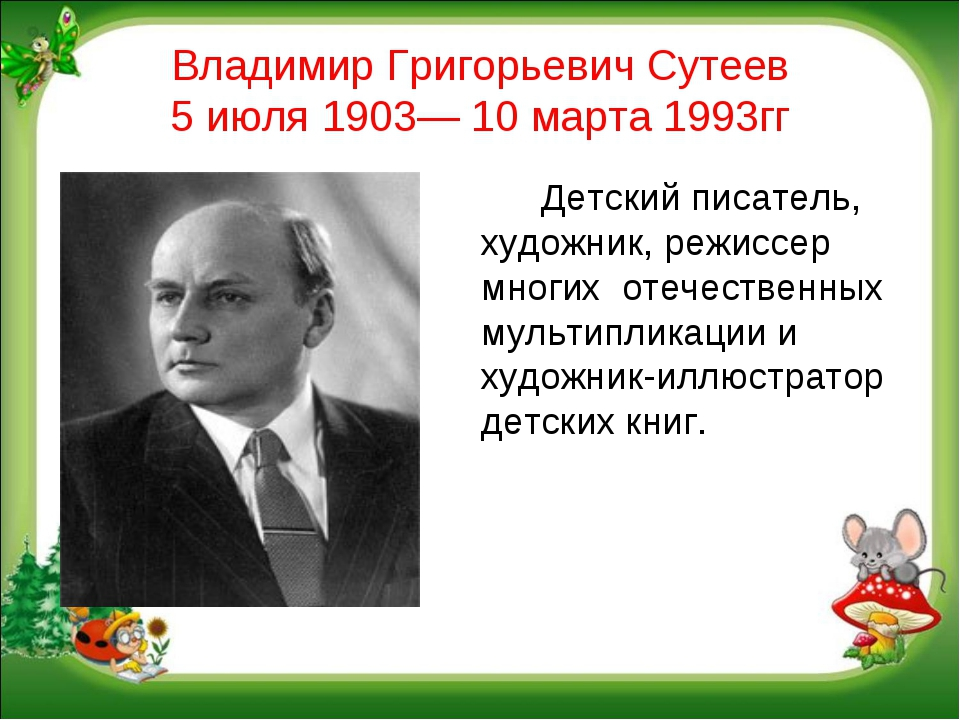 Владимир Григорьевич Сутеев
5 июля 1903— 10 марта 1993гг
Детский писатель,
художник, режиссер
многих  отечественных
мультипликации и
художник-иллюстратор
детских книг.